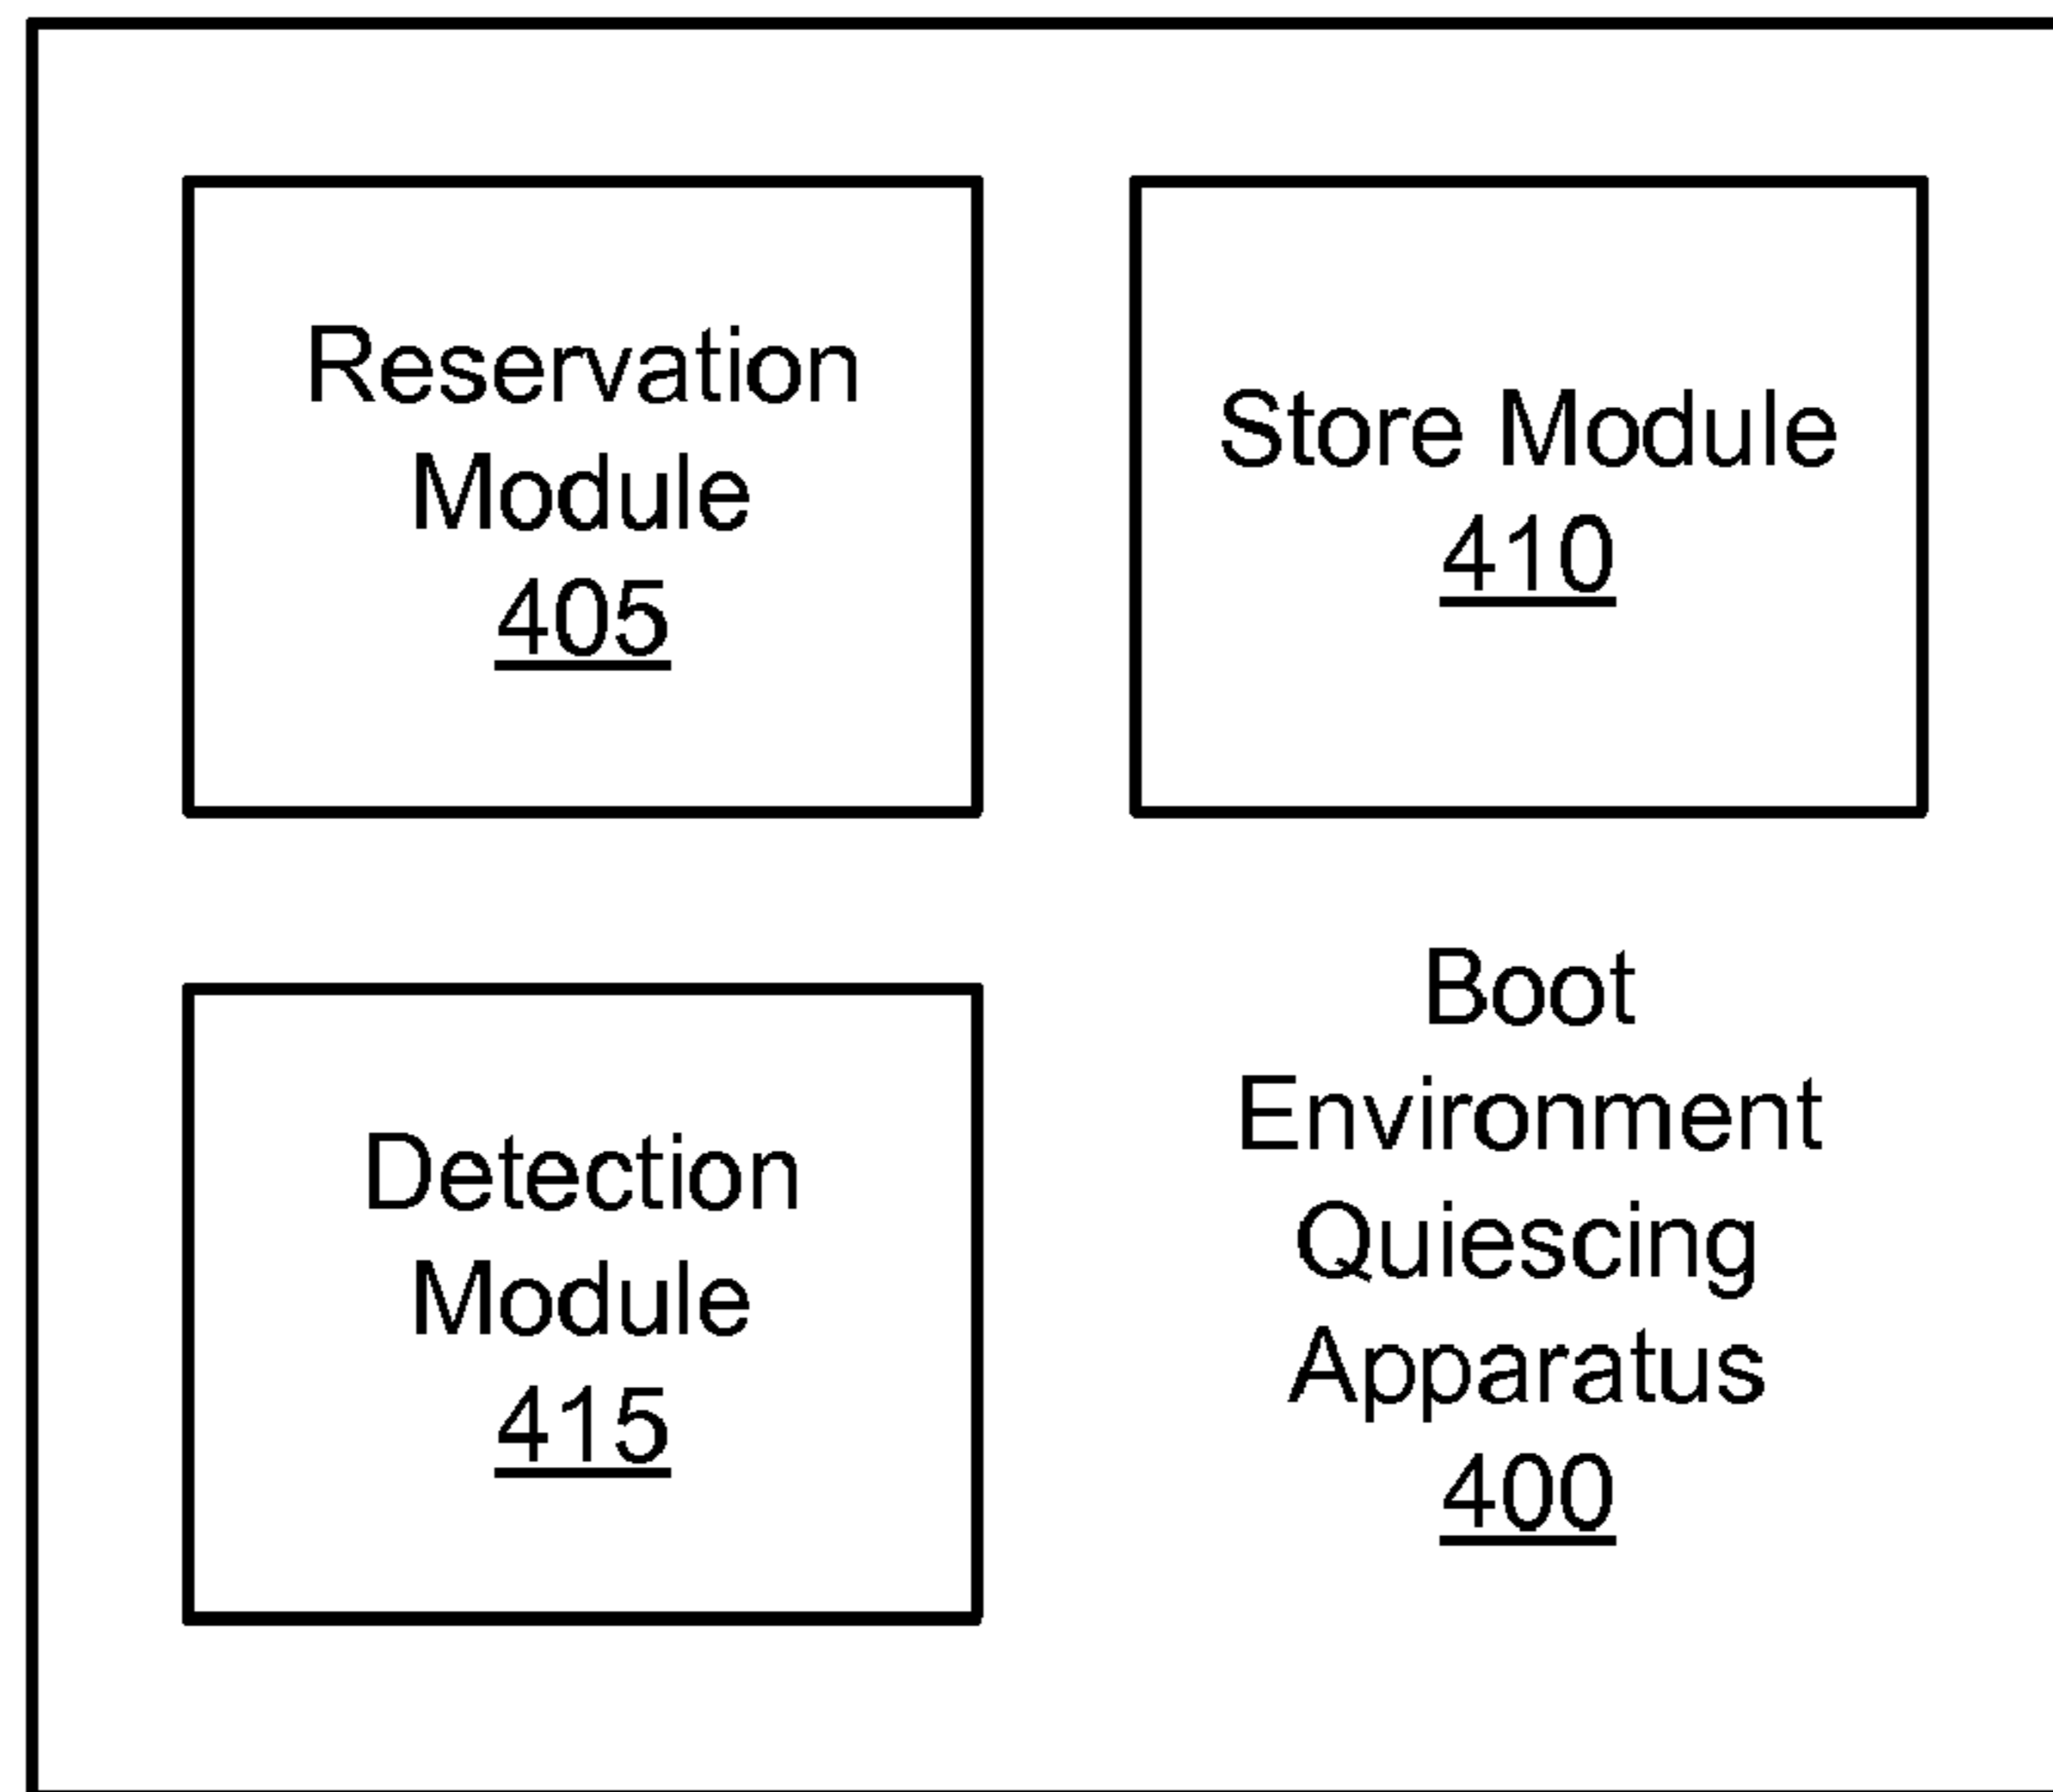 Reservation
Module
405
Store Module
410
Detection
Module
415
Boot
Environment
Quiescing
Apparatus
400